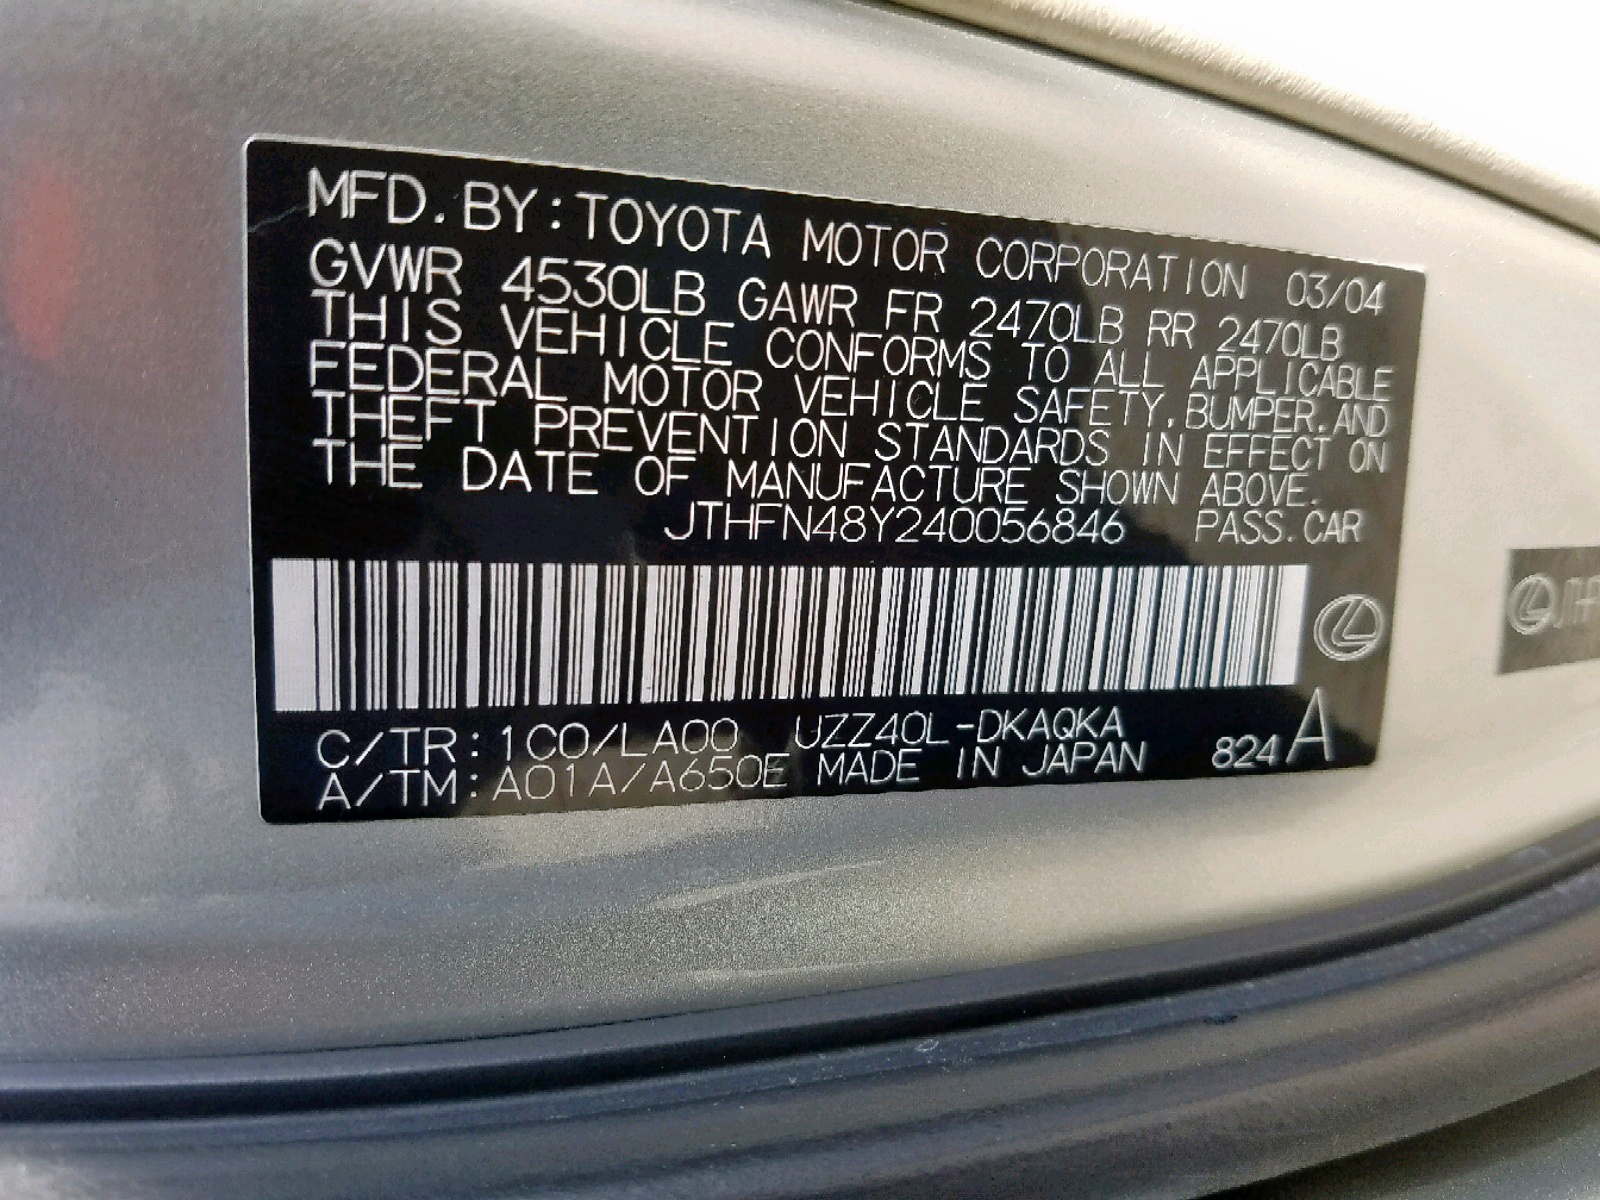 MFD.BY:TOYOTA MOTOR CORPORATION 03/04
GVWR 4530LB GAWR FR 2470LB RR 2470LB
THIS VEHICLE CONFORMS TO ALL APPLICABLE
FEDERAL MOTOR VEHICLE SAFETY,BUMPER,AND
THEFT PREVENTION STANDARDS IN EFFECT ON
THE DATE OF MANUFACTURE SHOWN ABOVE.
JTHFN48Y240056846 PASS.CAR
C/TR:1C0/LA00 UZZ40L-DKAQKA
A/TM:A01A/A650E MADE IN JAPAN 824A